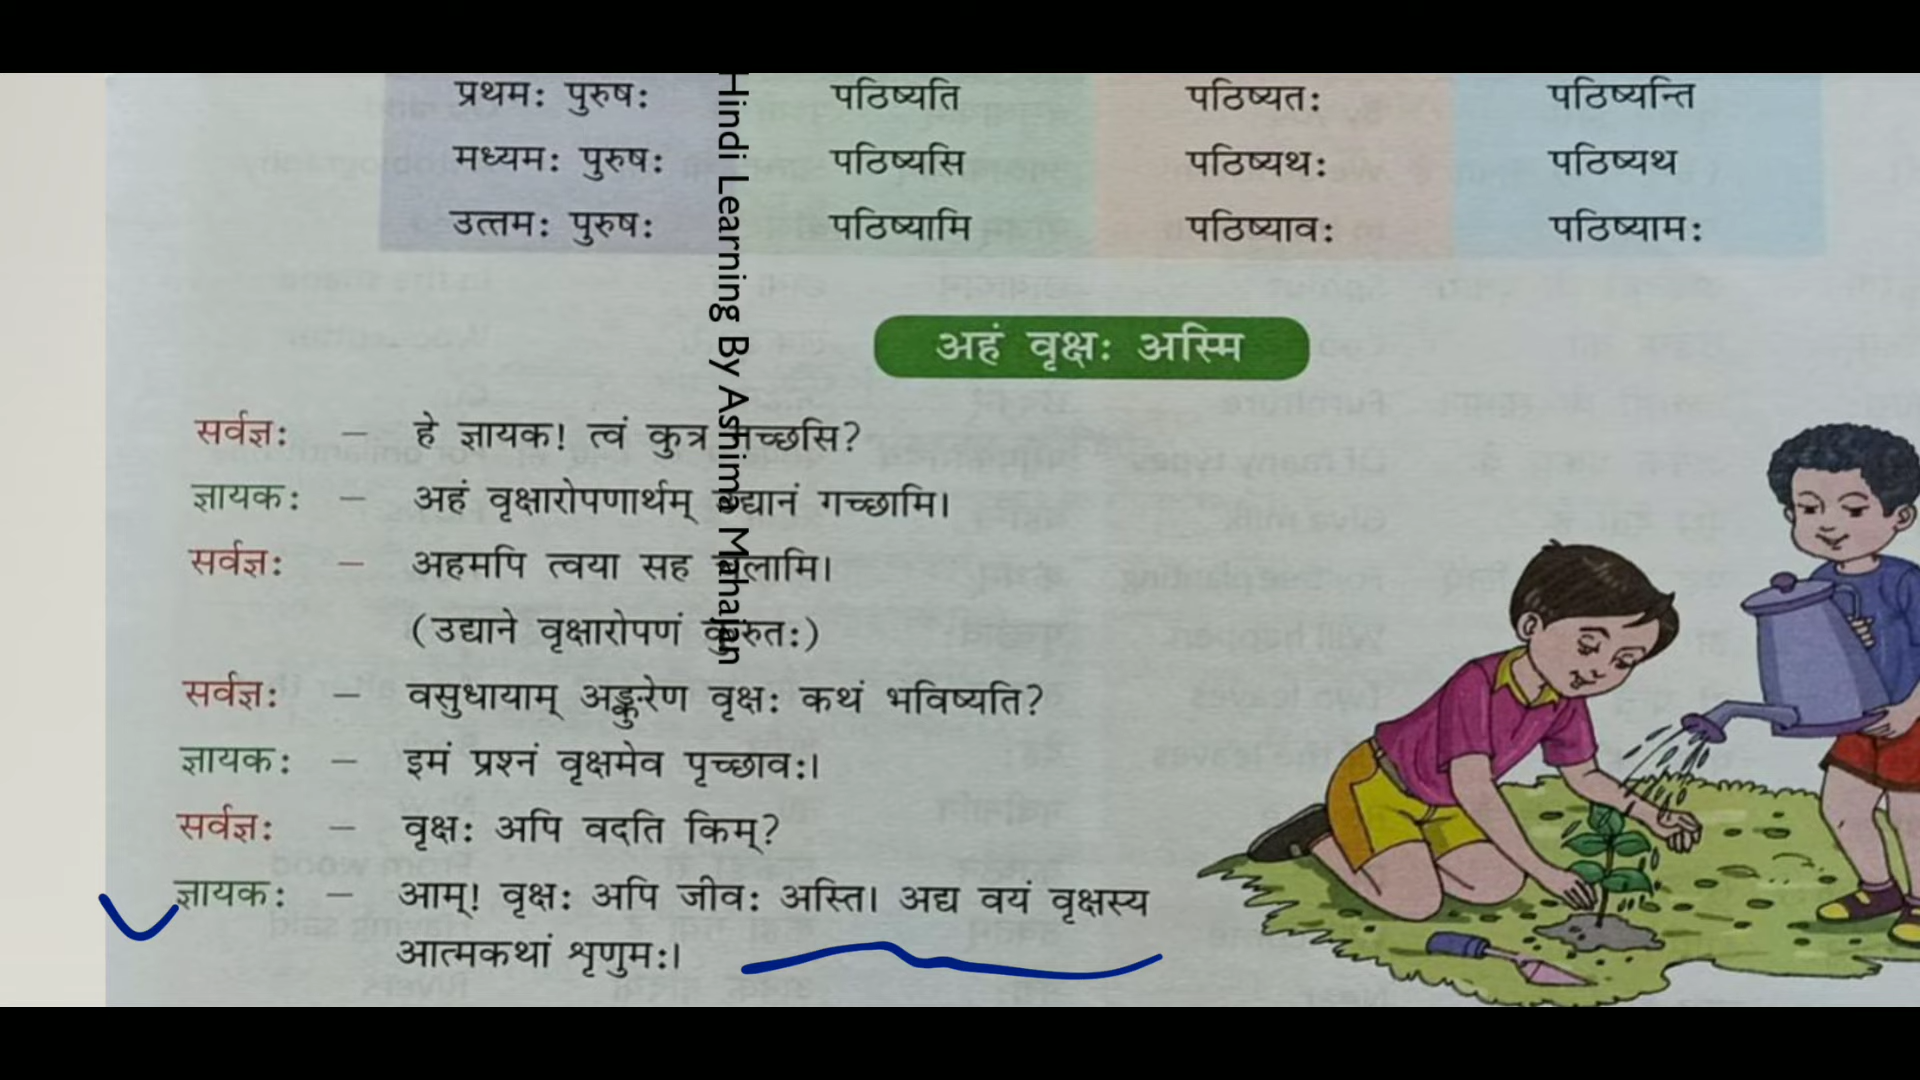 प्रथमः पुरुषः पठिष्यति पठिष्यतः पठिष्यन्ति
मध्यमः पुरुषः पठिष्यसि पठिष्यथः पठिष्यथ
उत्तमः पुरुषः पठिष्यामि पठिष्यावः पठिष्यामः
Hindi Learning By Ashima Mahajan
अहं वृक्षः अस्मि
सर्वज्ञः – हे ज्ञायक! त्वं कुत्र गच्छसि?
ज्ञायकः – अहं वृक्षारोपणार्थम् उद्यानं गच्छामि।
सर्वज्ञः – अहमपि त्वया सह चलामि।
(उद्याने वृक्षारोपणं कुरुतः)
सर्वज्ञः – वसुधायाम् अङ्कुरेण वृक्षः कथं भविष्यति?
ज्ञायकः – इमं प्रश्नं वृक्षमेव पृच्छावः।
सर्वज्ञः – वृक्षः अपि वदति किम्?
ज्ञायकः – आम्! वृक्षः अपि जीवः अस्ति। अद्य वयं वृक्षस्य
आत्मकथां श्रृणुमः।